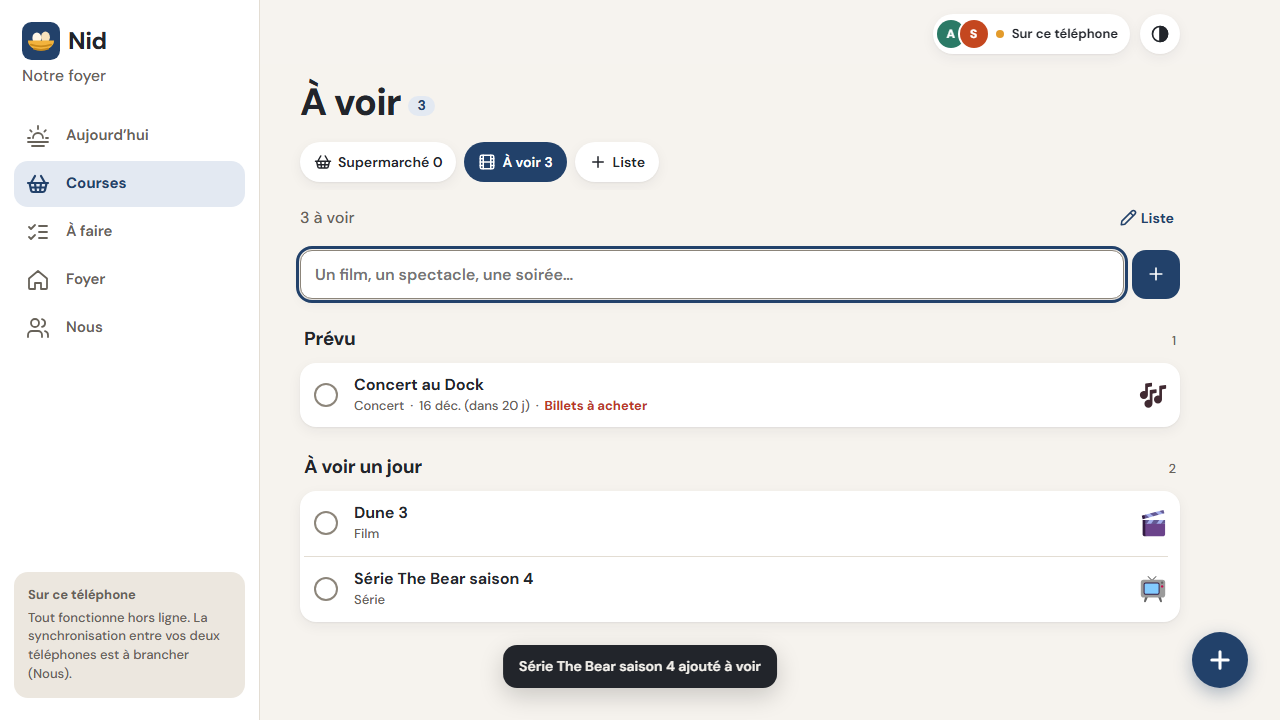 Nid
Notre foyer
Aujourd’hui
Courses
À faire
Foyer
Nous
Sur ce téléphone
Tout fonctionne hors ligne. La
synchronisation entre vos deux
téléphones est à brancher
(Nous).
A S Sur ce téléphone
À voir 3
Supermarché 0
À voir 3
Liste
3 à voir
Liste
Un film, un spectacle, une soirée…
Prévu 1
Concert au Dock
Concert · 16 déc. (dans 20 j) · Billets à acheter
À voir un jour 2
Dune 3
Film
Série The Bear saison 4
Série
Série The Bear saison 4 ajouté à voir